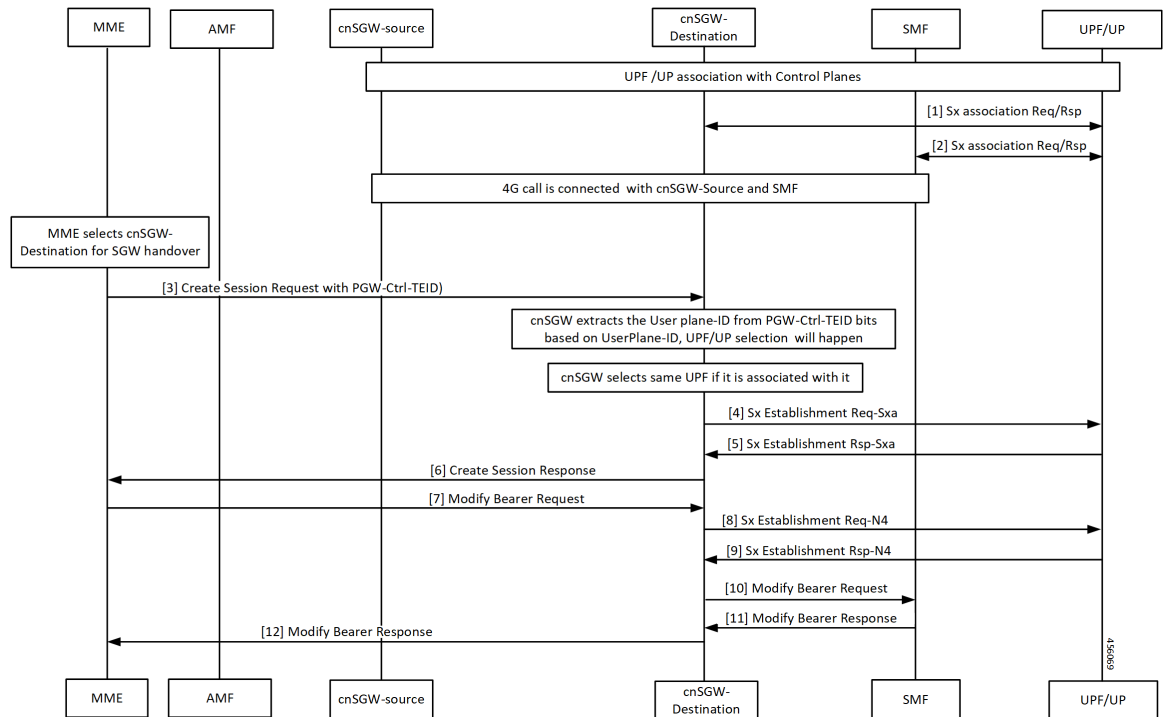 MME
AMF
cnSGW-source
cnSGW-
Destination
SMF
UPF/UP
UPF /UP association with Control Planes
[1] Sx association Req/Rsp
[2] Sx association Req/Rsp
4G call is connected with cnSGW-Source and SMF
MME selects cnSGW-
Destination for SGW handover
[3] Create Session Request with PGW-Ctrl-TEID)
cnSGW extracts the User plane-ID from PGW-Ctrl-TEID bits
based on UserPlane-ID, UPF/UP selection will happen
cnSGW selects same UPF if it is associated with it
[4] Sx Establishment Req-Sxa
[5] Sx Establishment Rsp-Sxa
[6] Create Session Response
[7] Modify Bearer Request
[8] Sx Establishment Req-N4
[9] Sx Establishment Rsp-N4
[10] Modify Bearer Request
[11] Modify Bearer Response
[12] Modify Bearer Response
456069
MME
AMF
cnSGW-source
cnSGW-
Destination
SMF
UPF/UP